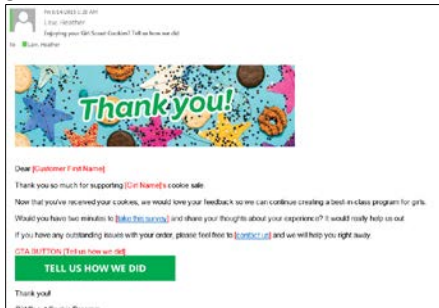 Heather
Enjoying your Girl Scout Cookies? Tell us how we did
To Heather
Thank you!
Dear [Customer First Name]
Thank you so much for supporting [Girl Name]'s cookie sale.
Now that you've received your cookies, we would love your feedback so we can continue creating a best-in-class program for girls.
Would you have two minutes to [take this survey] and share your thoughts about your experience? It would really help us out
If you have any outstanding issues with your order, please feel free to [contact us] and we will help you right away.
CTA BUTTON [Tell us how we did]
TELL US HOW WE DID
Thank you!